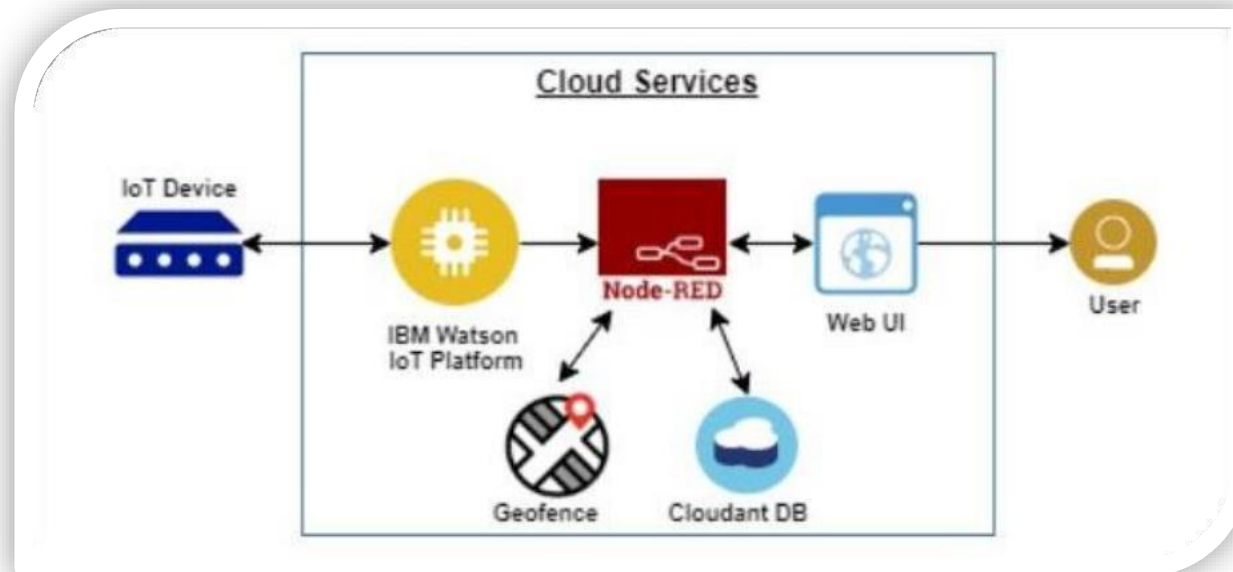 Cloud Services
IoT Device
Node-RED
IBM Watson
IoT Platform
Web UI
User
Geofence
Cloudant DB